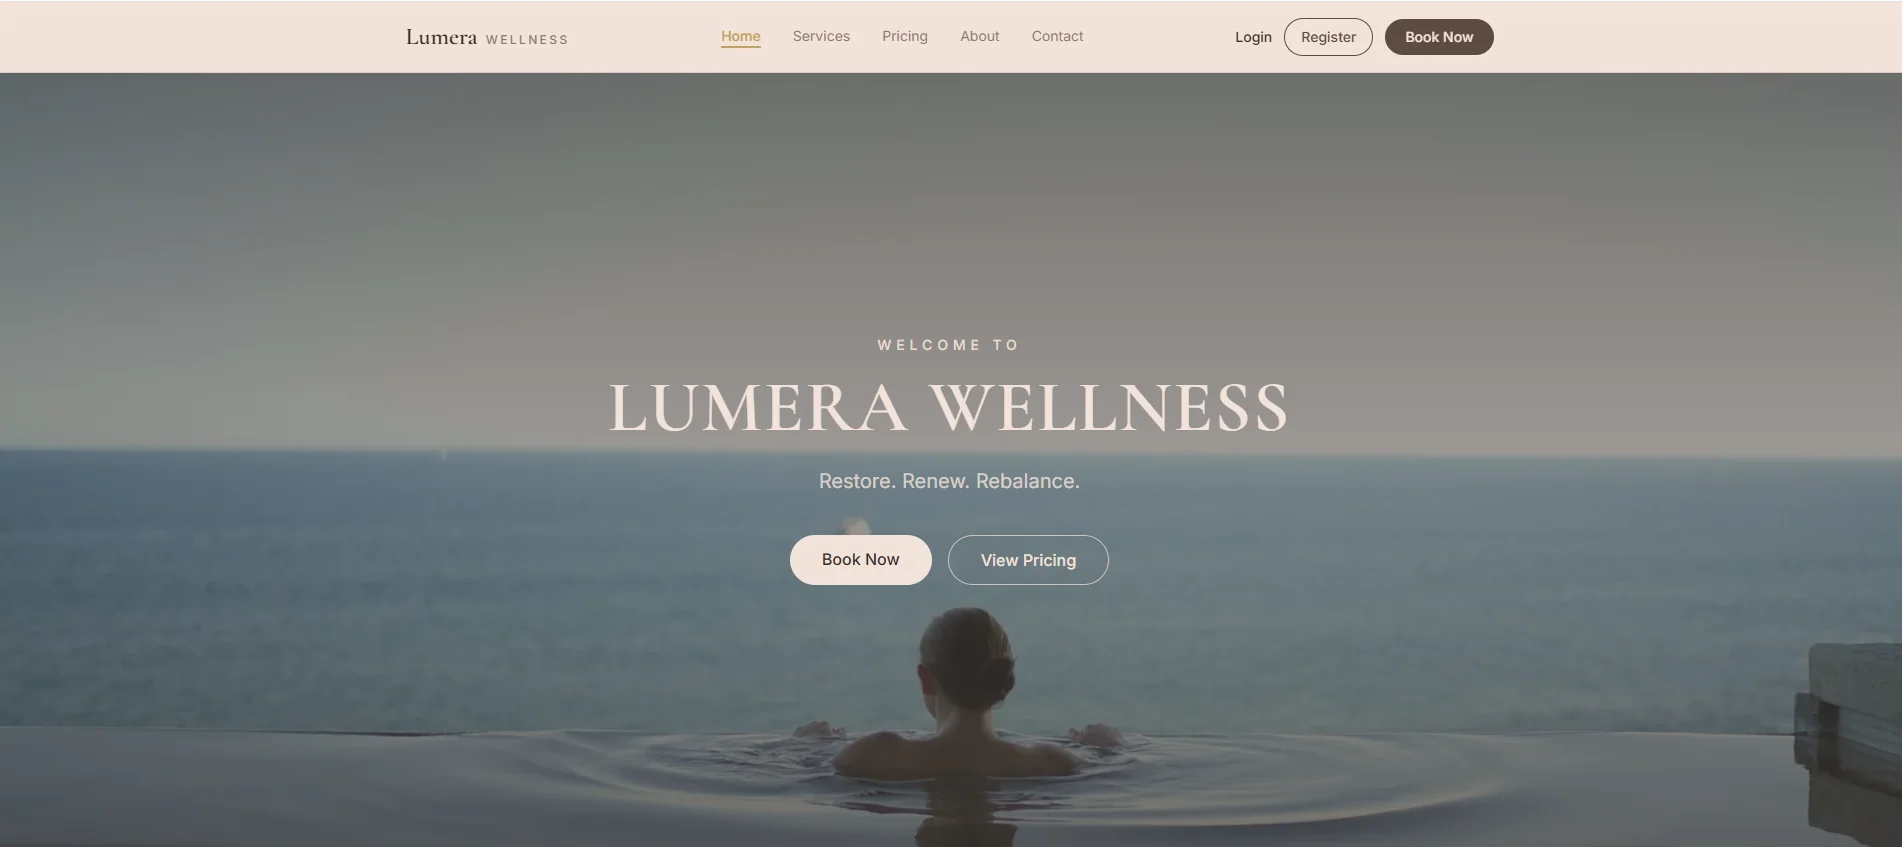 Lumera WELLNESS
Home Services Pricing About Contact
Login Register Book Now
WELCOME TO
LUMERA WELLNESS
Restore. Renew. Rebalance.
Book Now View Pricing